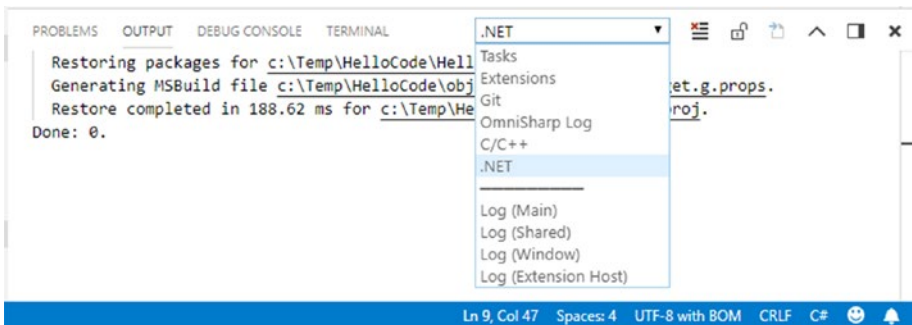 PROBLEMS OUTPUT DEBUG CONSOLE TERMINAL .NET
Restoring packages for c:\Temp\HelloCode\Hell
Generating MSBuild file c:\Temp\HelloCode\obj et.g.props.
Restore completed in 188.62 ms for c:\Temp\He roj.
Done: 0.
Tasks
Extensions
Git
OmniSharp Log
C/C++
.NET
Log (Main)
Log (Shared)
Log (Window)
Log (Extension Host)
Ln 9, Col 47 Spaces: 4 UTF-8 with BOM CRLF C#